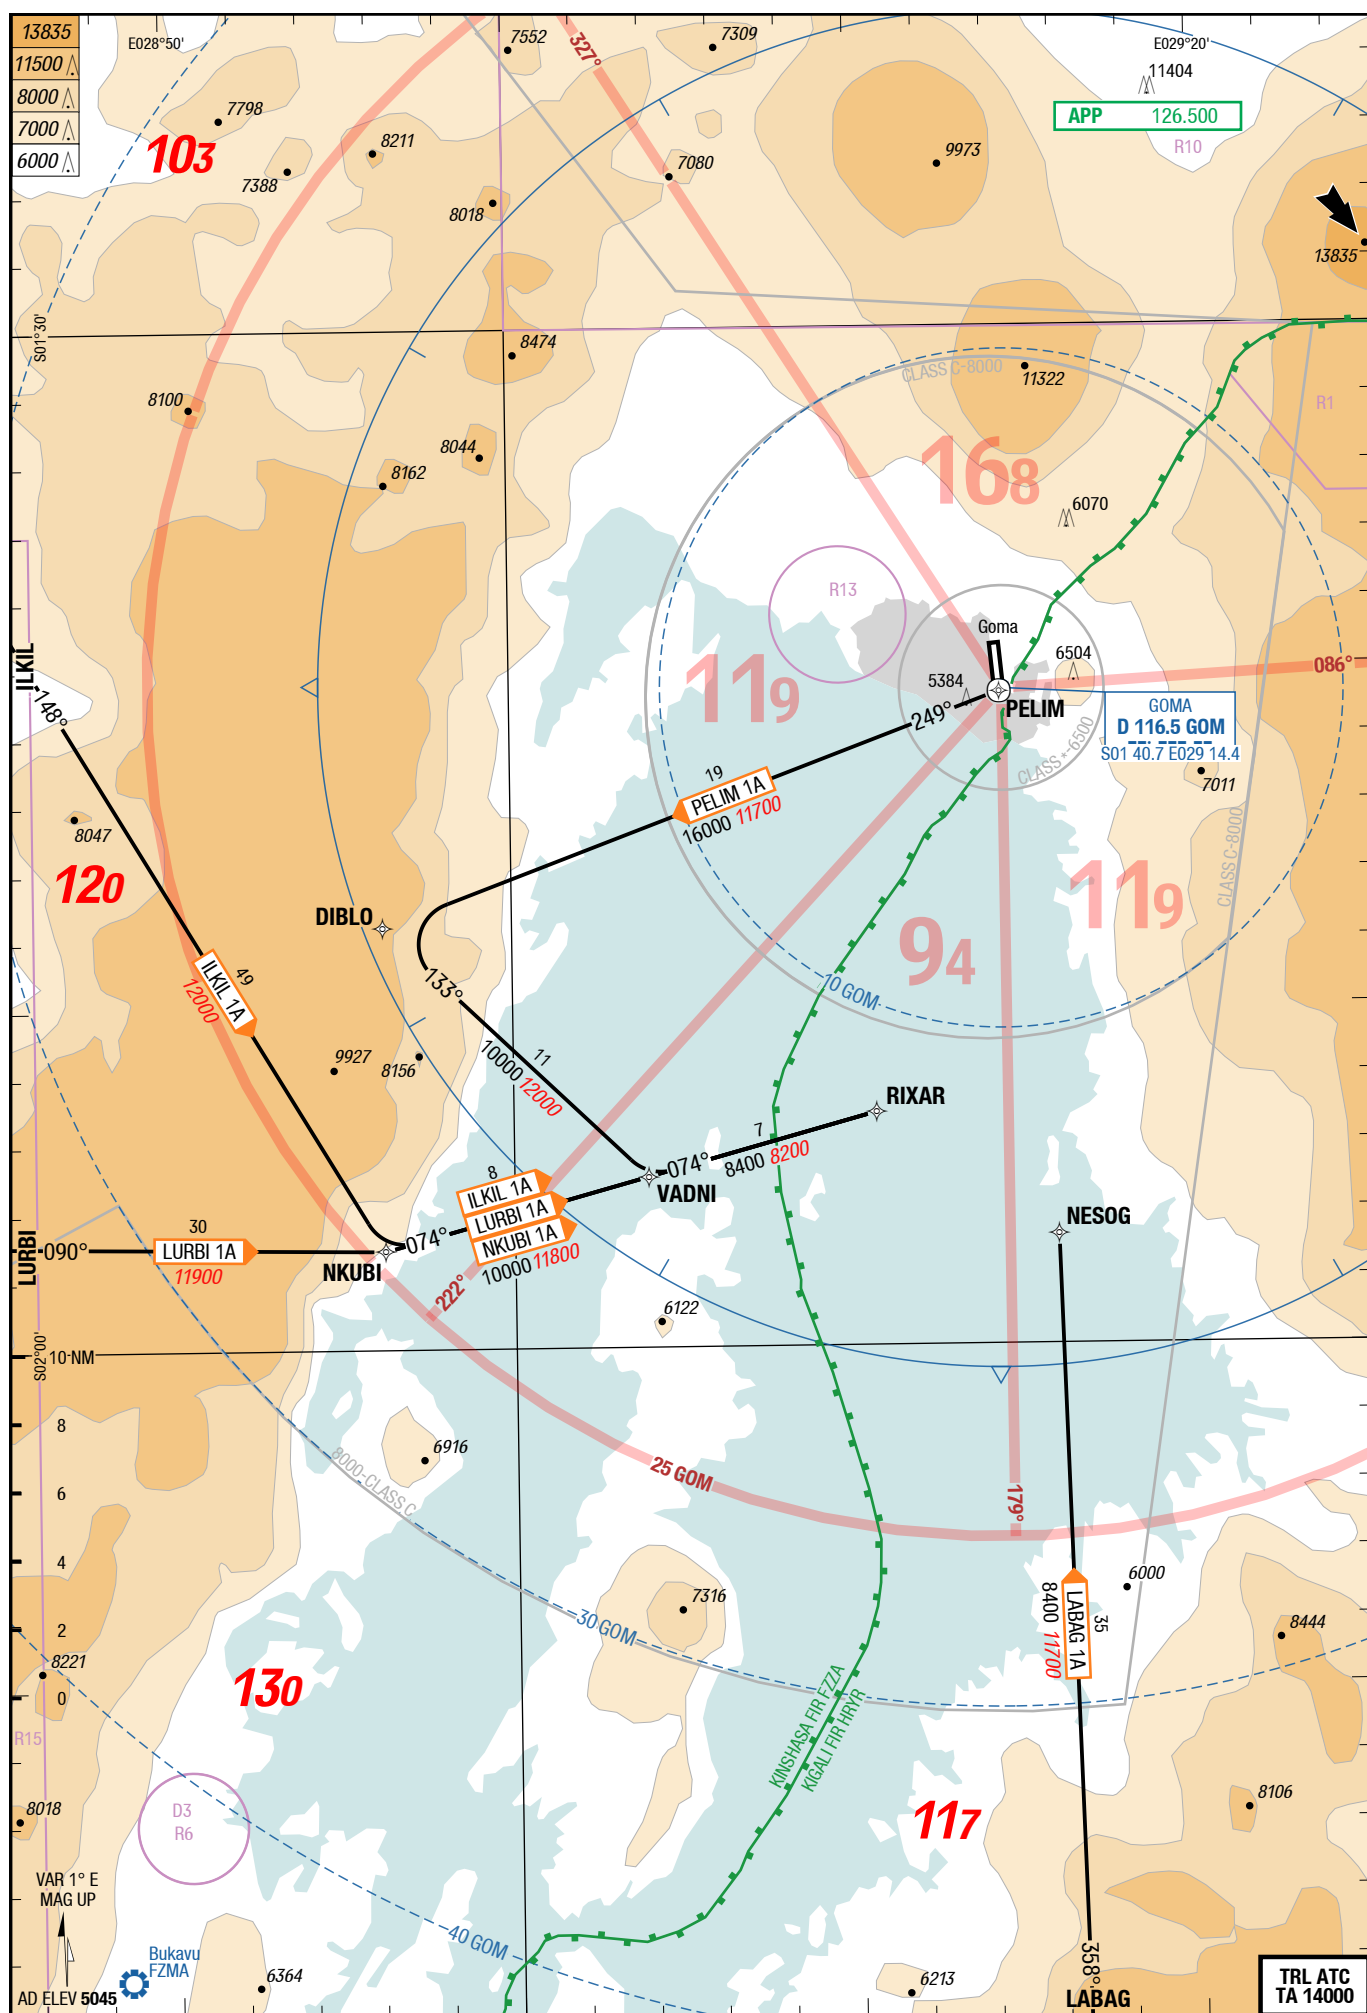 13835
11500
8000
7000
6000
E028°50'
7552
7309
327°
E029°20'
11404
APP 126.500
R10
7798
103
7388
8211
8018
7080
9973
13835
S01°30'
8474
8100
8044
8162
CLASS C-8000
11322
R1
168
6070
R13
Goma
ILKIL
148°
119
5384
6504
086°
PELIM
GOMA
D 116.5 GOM
S01 40.7 E029 14.4
249°
CLASS *-6500
7011
19
PELIM 1A
16000 11700
8047
120
DIBLO
119
CLASS C-8000
94
49
ILKIL 1A
12000
133°
10 GOM
9927
8156
11
10000 12000
RIXAR
7
074°
8400 8200
VADNI
8
ILKIL 1A
LURBI 1A
NKUBI 1A
10000 11800
NESOG
LURBI
090°
30
LURBI 1A
11900
074°
NKUBI
222°
6122
S02°00'
10 NM
8
6
4
2
0
6916
8000-CLASS C
25 GOM
179°
6000
7316
30 GOM
35
LABAG 1A
8400 11700
8444
8221
130
R15
KINSHASA FIR FZZA
KIGALI FIR HRYR
8018
D3
R6
117
8106
VAR 1° E
MAG UP
40 GOM
Bukavu
FZMA
6364
AD ELEV 5045
6213
358°
LABAG
TRL ATC
TA 14000